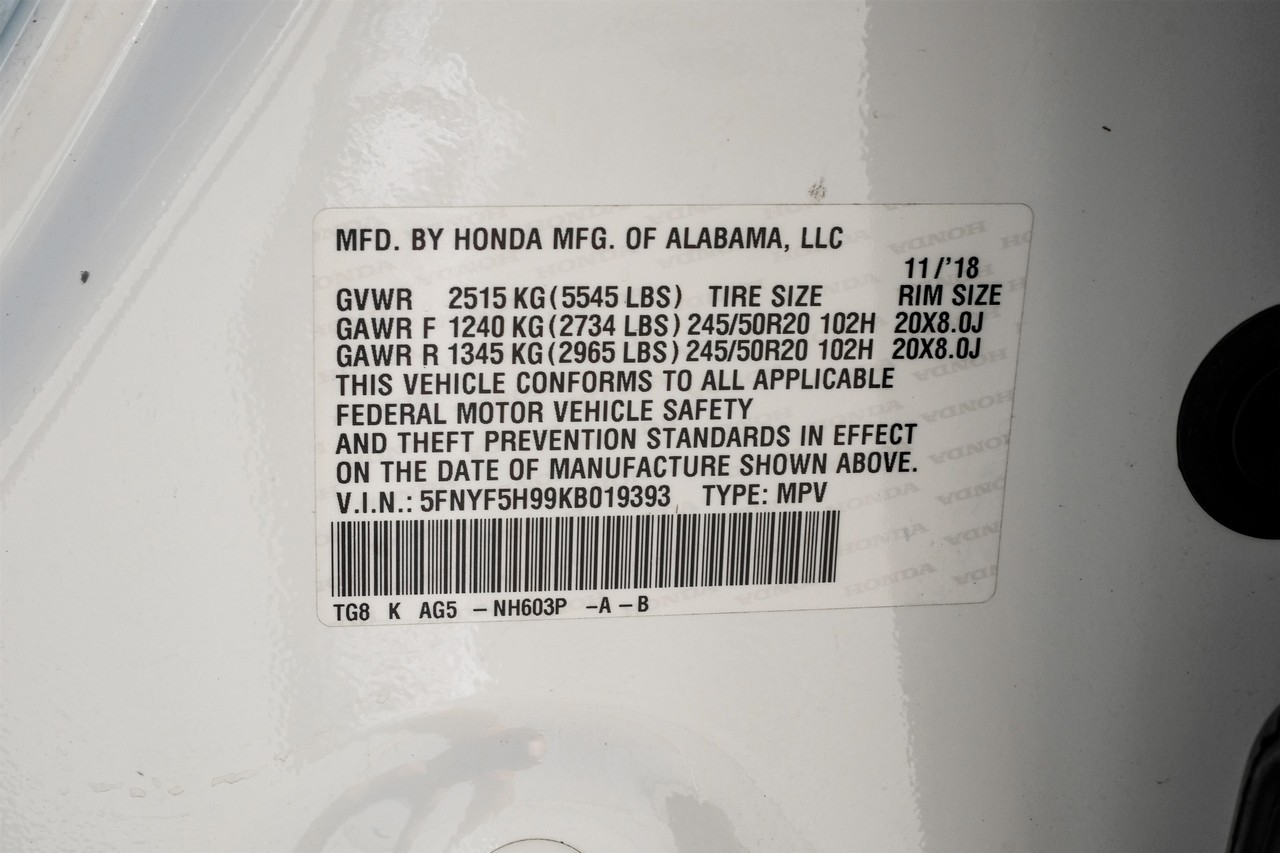 MFD. BY HONDA MFG. OF ALABAMA, LLC
11/'18
GVWR 2515 KG(5545 LBS) TIRE SIZE RIM SIZE
GAWR F 1240 KG(2734 LBS) 245/50R20 102H 20X8.0J
GAWR R 1345 KG(2965 LBS) 245/50R20 102H 20X8.0J
THIS VEHICLE CONFORMS TO ALL APPLICABLE
FEDERAL MOTOR VEHICLE SAFETY
AND THEFT PREVENTION STANDARDS IN EFFECT
ON THE DATE OF MANUFACTURE SHOWN ABOVE.
V.I.N.: 5FNYF5H99KB019393 TYPE: MPV
TG8 K AG5 -NH603P -A -B